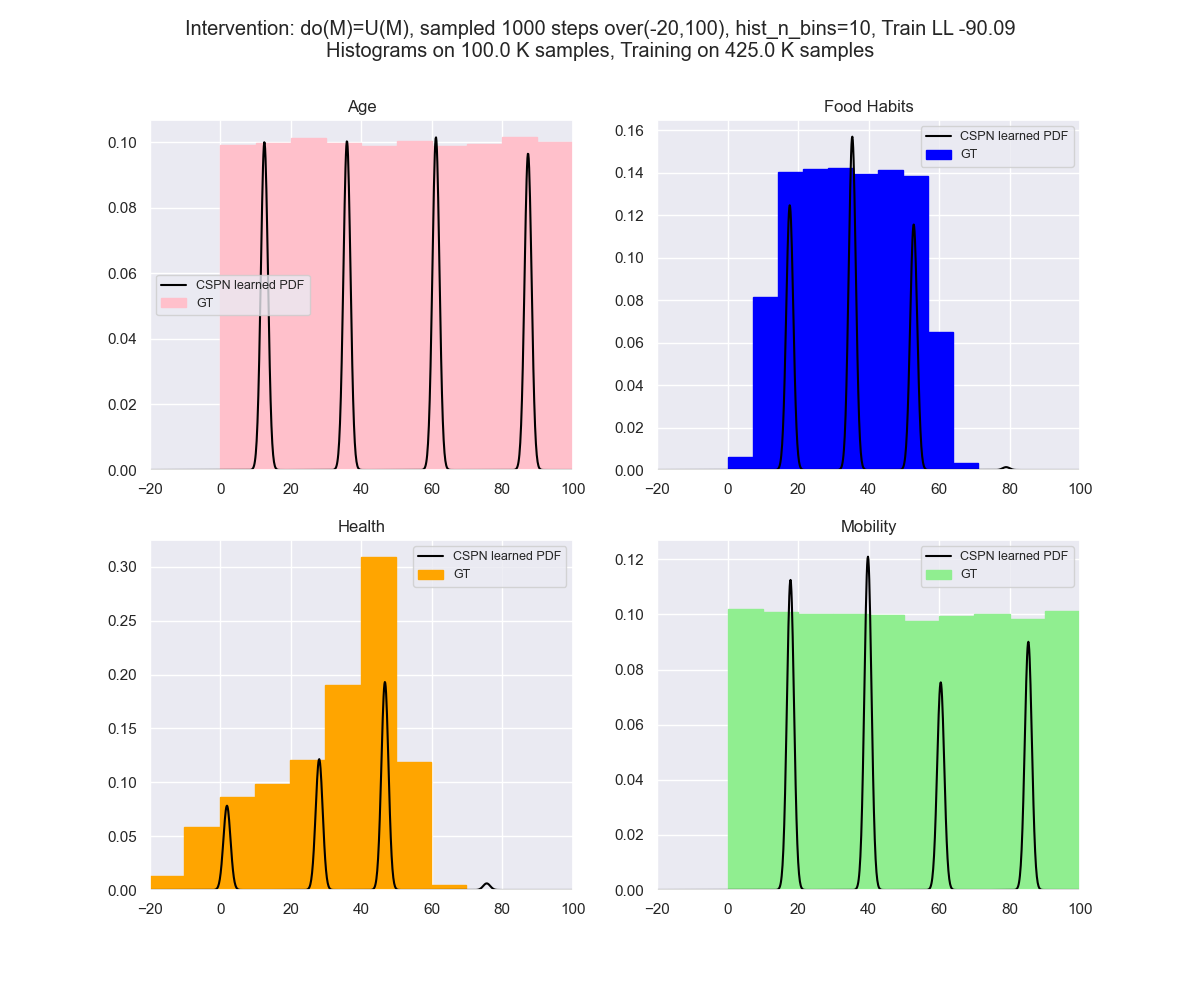 Intervention: do(M)=U(M), sampled 1000 steps over(-20,100), hist_n_bins=10, Train LL -90.09
Histograms on 100.0 K samples, Training on 425.0 K samples
Age
0.10
0.08
0.06
0.04
0.02
0.00
−20 0 20 40 60 80 100
CSPN learned PDF
GT
Food Habits
0.16
0.14
0.12
0.10
0.08
0.06
0.04
0.02
0.00
−20 0 20 40 60 80 100
CSPN learned PDF
GT
Health
0.30
0.25
0.20
0.15
0.10
0.05
0.00
−20 0 20 40 60 80 100
CSPN learned PDF
GT
Mobility
0.12
0.10
0.08
0.06
0.04
0.02
0.00
−20 0 20 40 60 80 100
CSPN learned PDF
GT